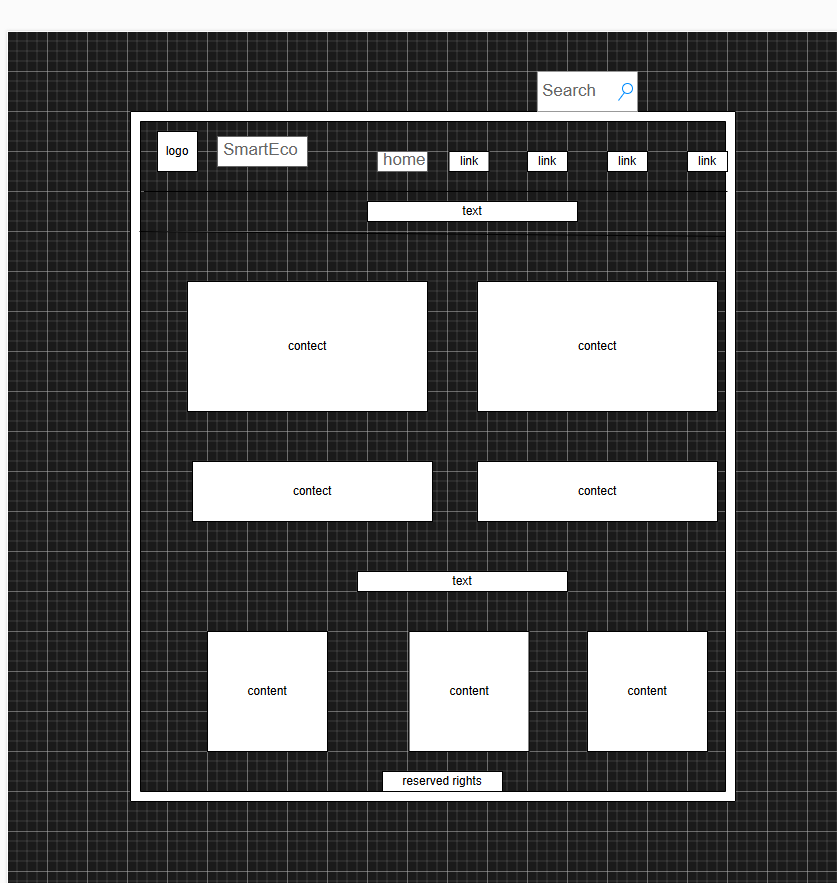 Search
logo
SmartEco
home
link
link
link
link
text
contect
contect
contect
contect
text
content
content
content
reserved rights